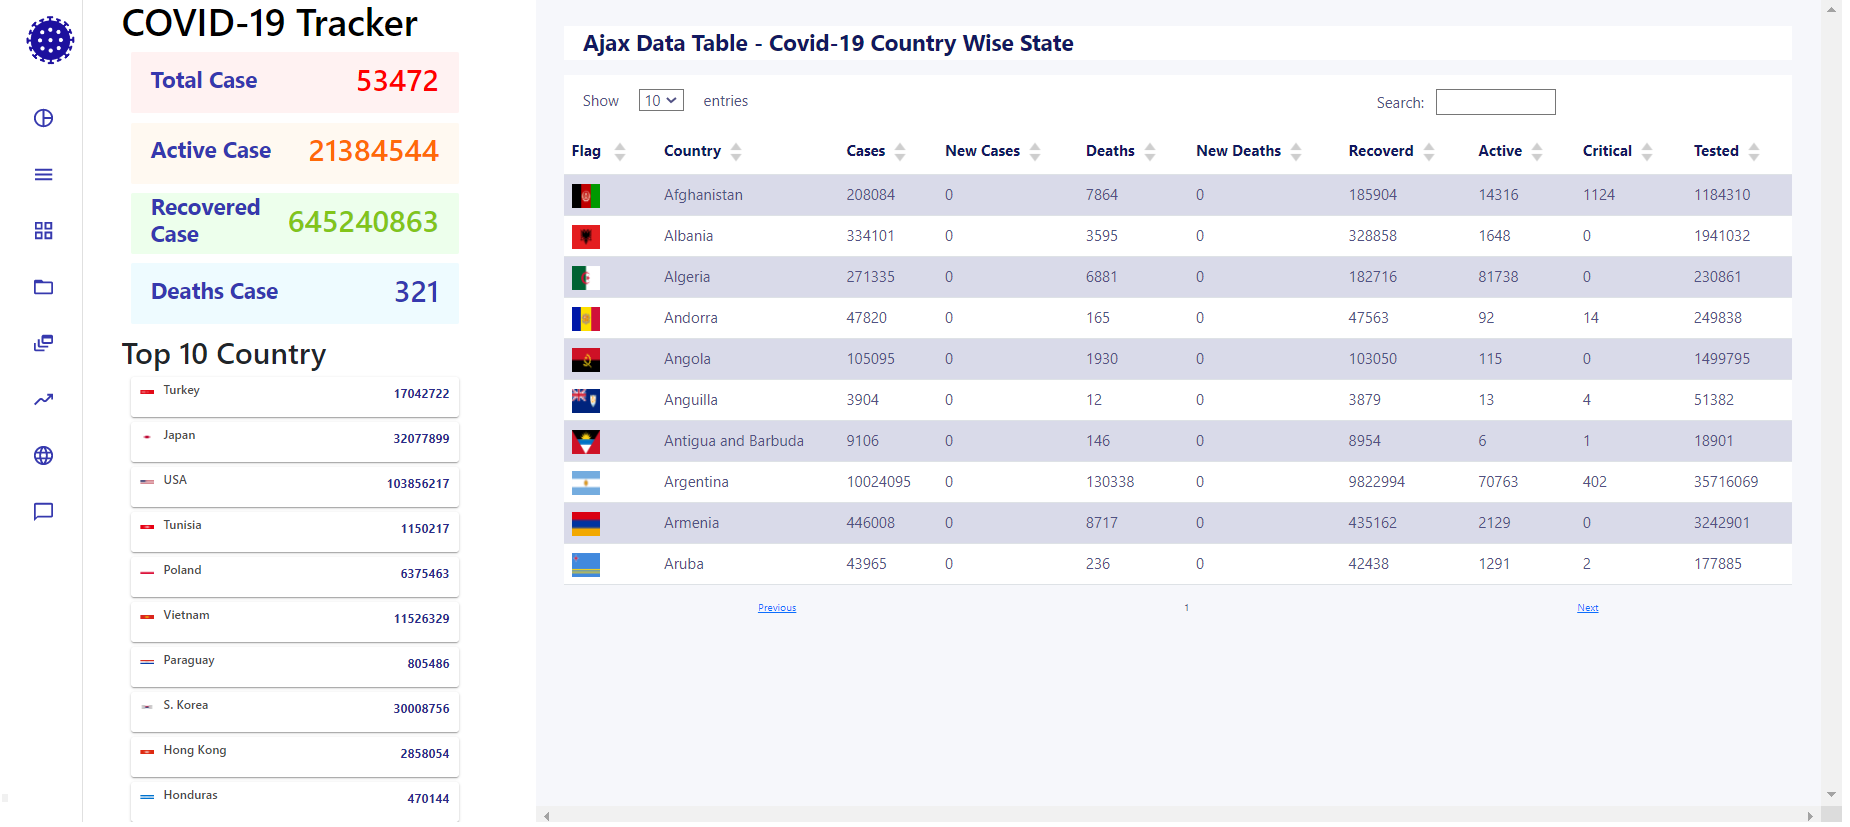 COVID-19 Tracker
Total Case 53472
Active Case 21384544
Recovered Case 645240863
Deaths Case 321
Top 10 Country
Turkey 17042722
Japan 32077899
USA 103856217
Tunisia 1150217
Poland 6375463
Vietnam 11526329
Paraguay 805486
S. Korea 30008756
Hong Kong 2858054
Honduras 470144
Ajax Data Table - Covid-19 Country Wise State
Show 10 entries Search:
Flag Country Cases New Cases Deaths New Deaths Recoverd Active Critical Tested
Afghanistan 208084 0 7864 0 185904 14316 1124 1184310
Albania 334101 0 3595 0 328858 1648 0 1941032
Algeria 271335 0 6881 0 182716 81738 0 230861
Andorra 47820 0 165 0 47563 92 14 249838
Angola 105095 0 1930 0 103050 115 0 1499795
Anguilla 3904 0 12 0 3879 13 4 51382
Antigua and Barbuda 9106 0 146 0 8954 6 1 18901
Argentina 10024095 0 130338 0 9822994 70763 402 35716069
Armenia 446008 0 8717 0 435162 2129 0 3242901
Aruba 43965 0 236 0 42438 1291 2 177885
Previous 1 Next